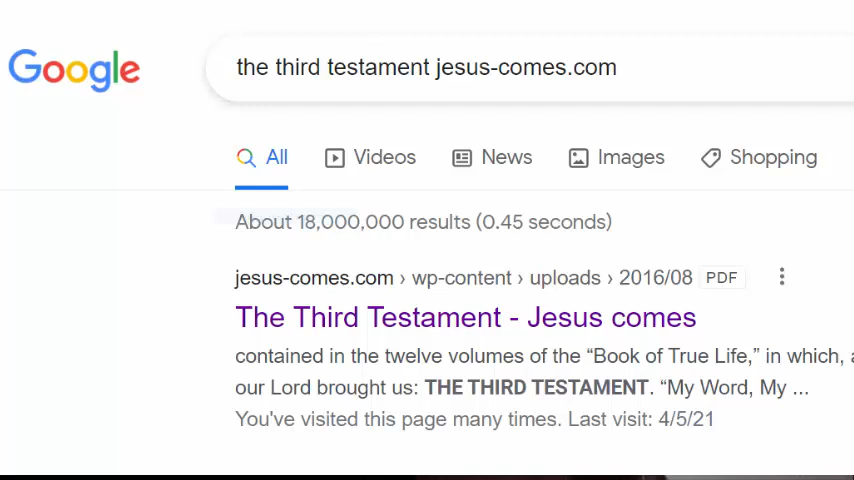 Google
the third testament jesus-comes.com
All Videos News Images Shopping
About 18,000,000 results (0.45 seconds)
jesus-comes.com › wp-content › uploads › 2016/08 PDF
The Third Testament - Jesus comes
contained in the twelve volumes of the “Book of True Life,” in which, a
our Lord brought us: THE THIRD TESTAMENT. “My Word, My ...
You've visited this page many times. Last visit: 4/5/21